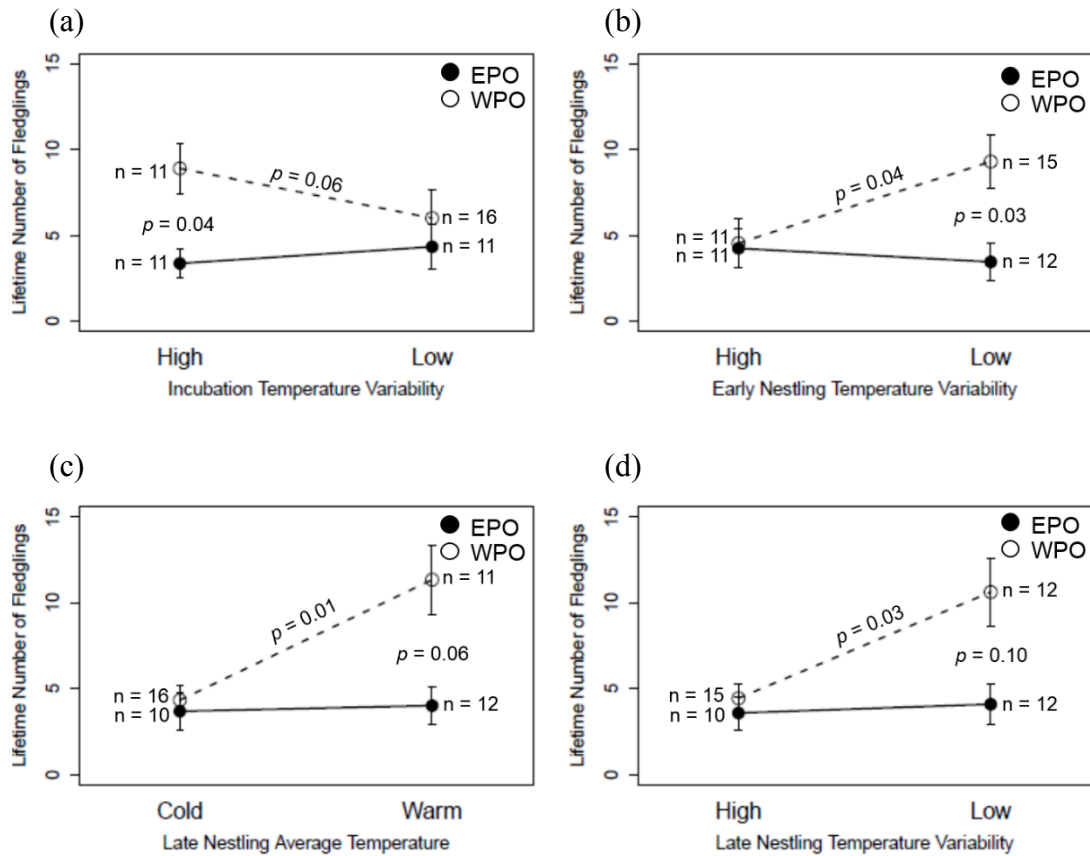 (a)
Lifetime Number of Fledglings
15
10
5
0
EPO
WPO
n = 11
p = 0.06
n = 16
p = 0.04
n = 11
n = 11
High
Low
Incubation Temperature Variability
(b)
Lifetime Number of Fledglings
15
10
5
0
EPO
WPO
p = 0.04
n = 15
p = 0.03
n = 11
n = 11
n = 12
High
Low
Early Nestling Temperature Variability
(c)
Lifetime Number of Fledglings
15
10
5
0
EPO
WPO
n = 11
p = 0.01
p = 0.06
n = 16
n = 10
n = 12
Cold
Warm
Late Nestling Average Temperature
(d)
Lifetime Number of Fledglings
15
10
5
0
EPO
WPO
n = 12
p = 0.03
p = 0.10
n = 15
n = 10
n = 12
High
Low
Late Nestling Temperature Variability